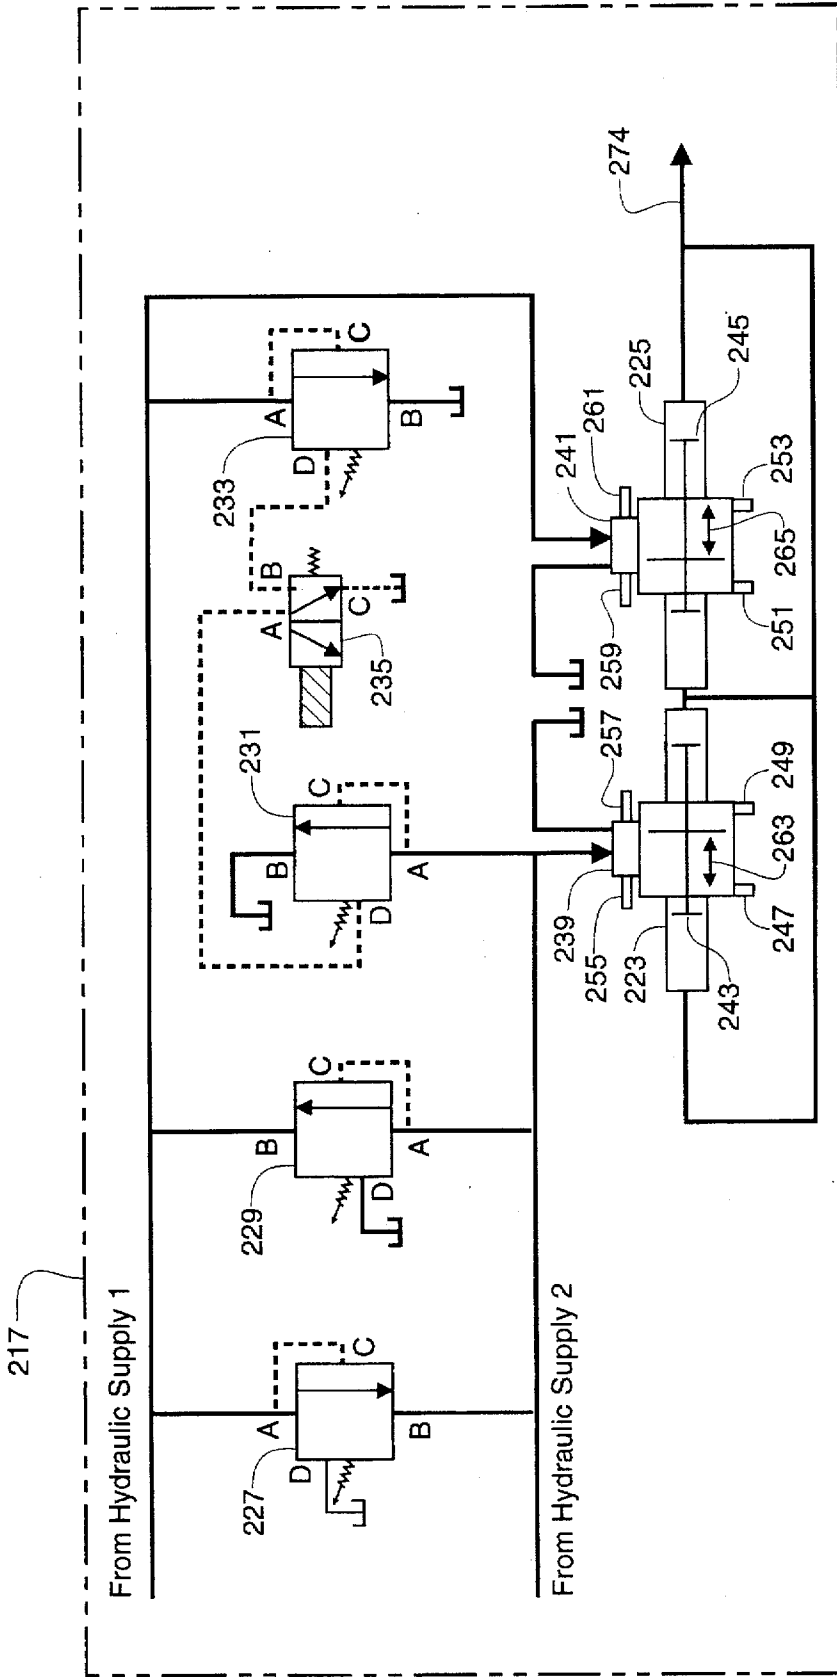 217
From Hydraulic Supply 1
A
C
D
B
227
B
C
D
A
229
B
C
D
A
231
A
B
C
235
A
C
D
B
233
From Hydraulic Supply 2
239
255
257
223
243
247
263
249
241
259
261
225
245
251
265
253
274